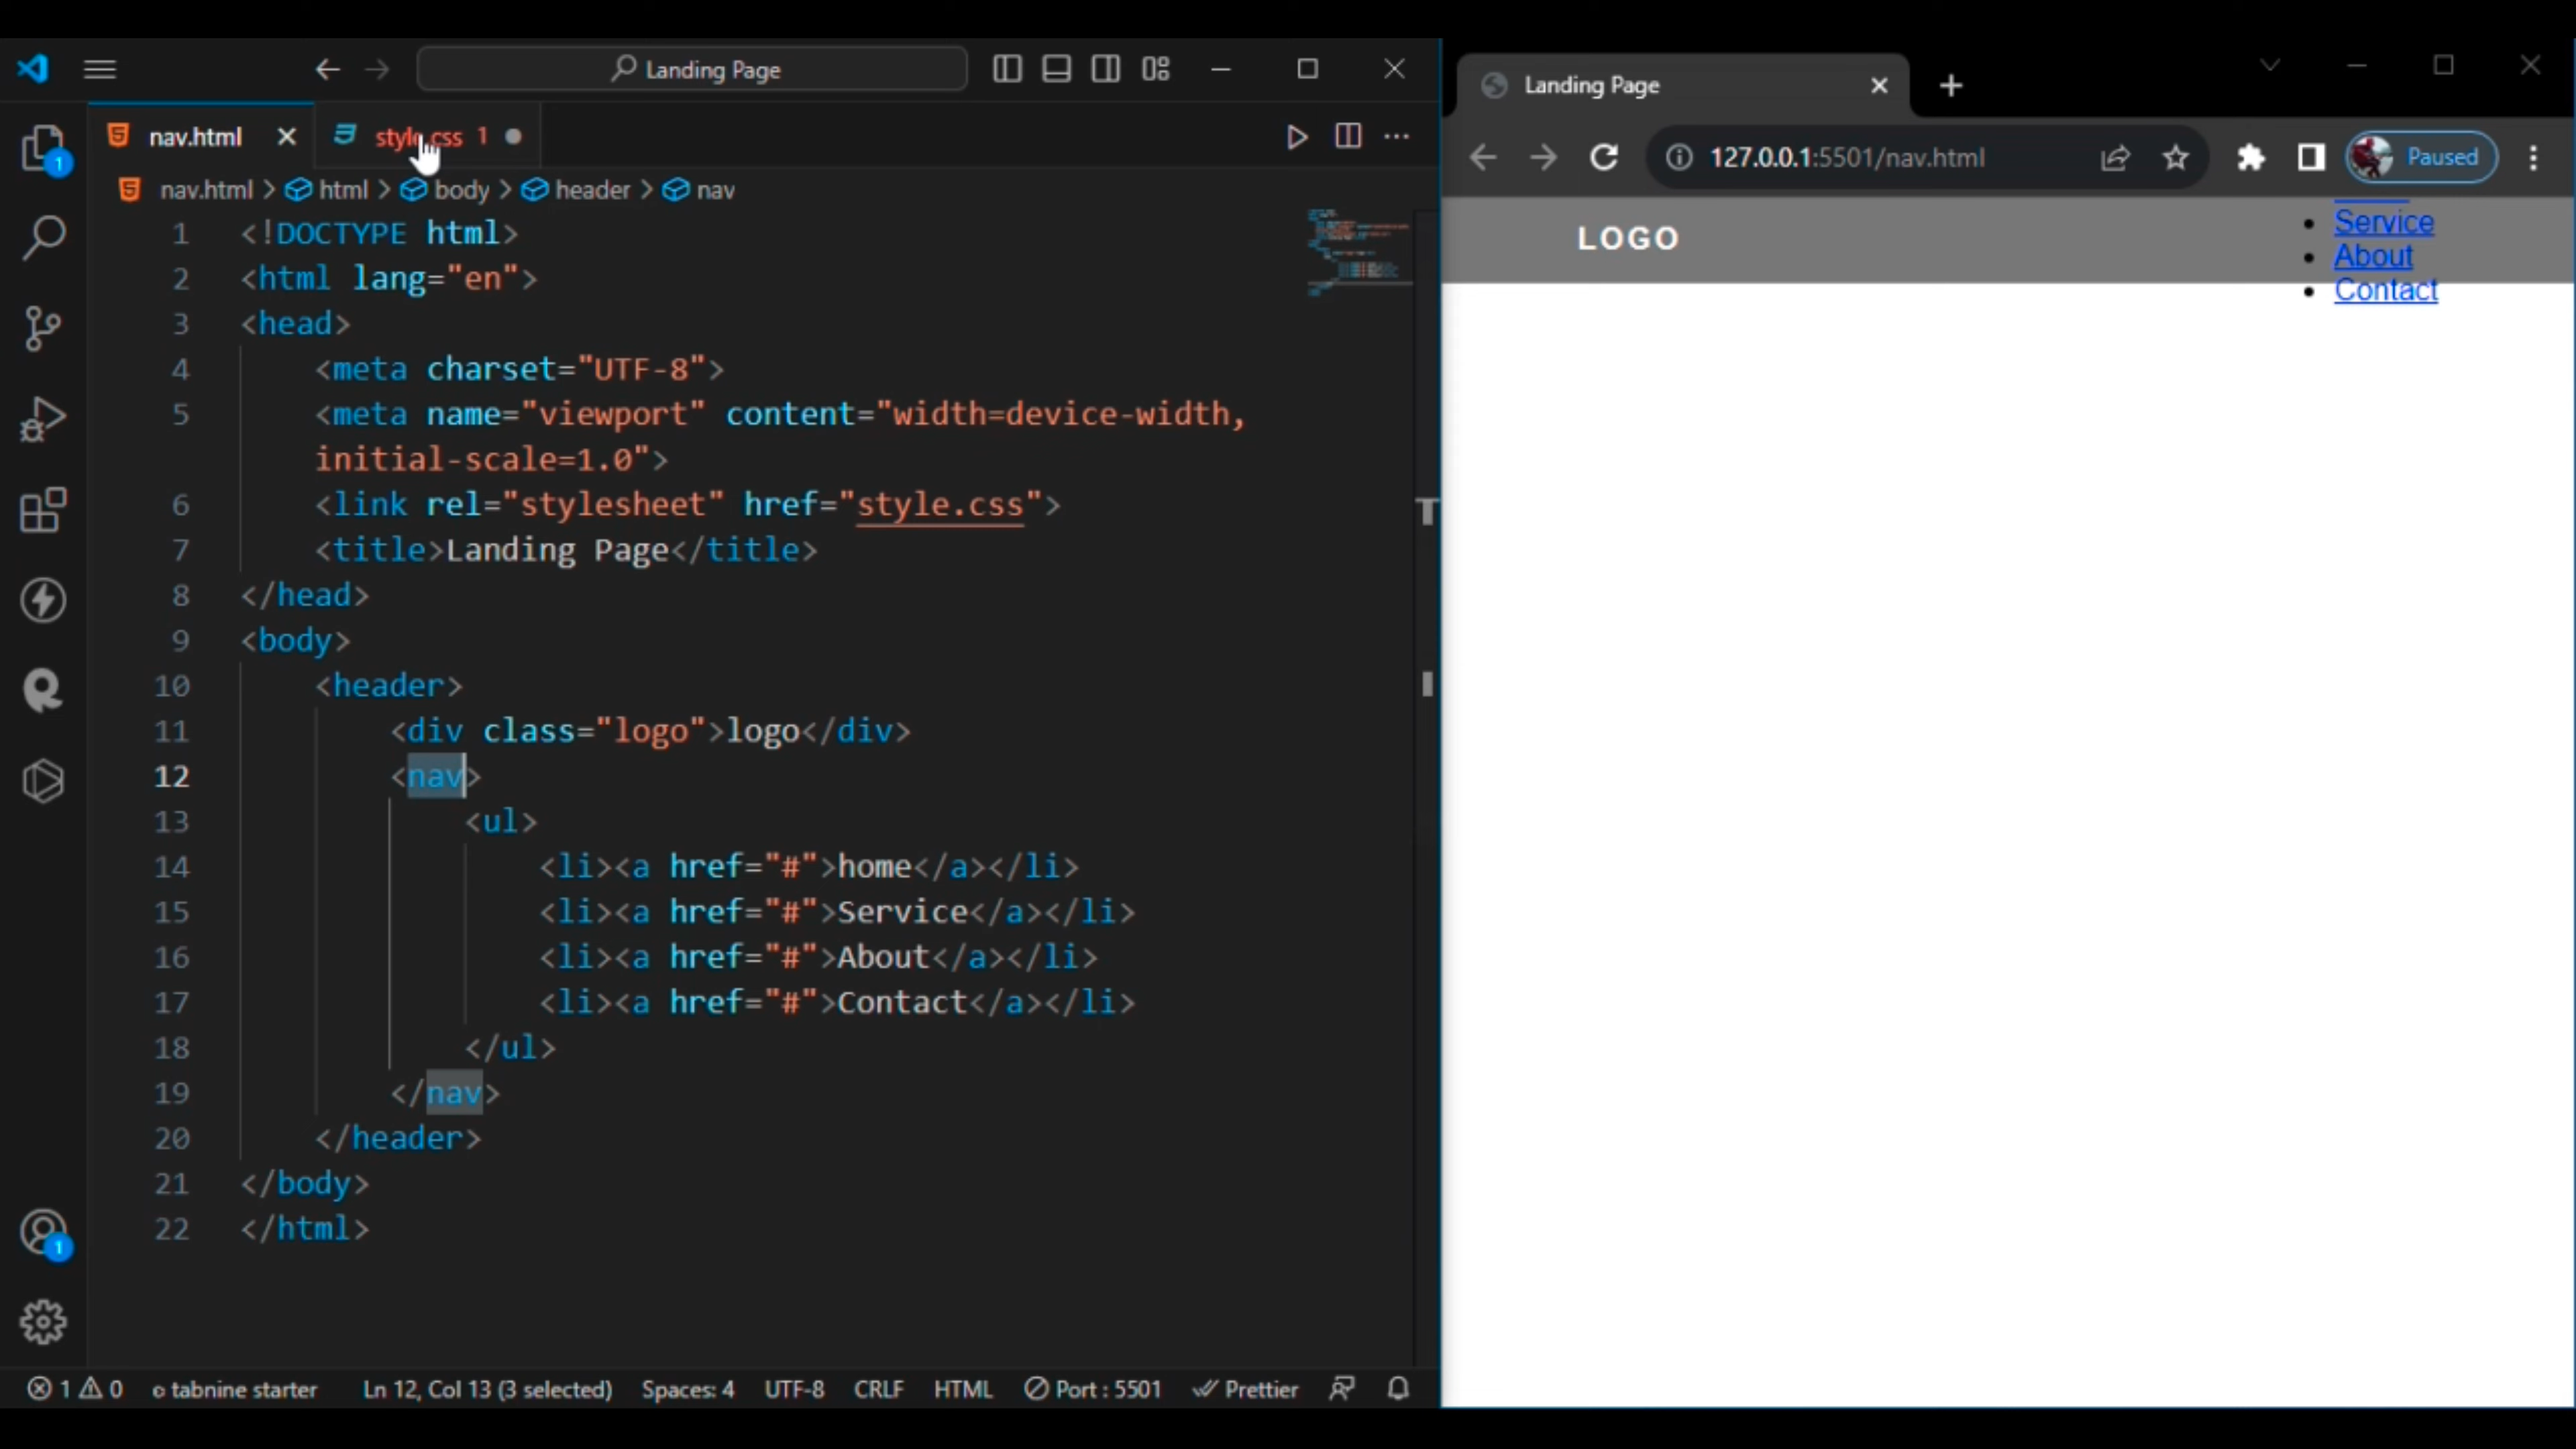 Landing Page
nav.html
style.css 1
nav.html > html > body > header > nav
1 <!DOCTYPE html>
2 <html lang="en">
3 <head>
4 <meta charset="UTF-8">
5 <meta name="viewport" content="width=device-width,
initial-scale=1.0">
6 <link rel="stylesheet" href="style.css">
7 <title>Landing Page</title>
8 </head>
9 <body>
10 <header>
11 <div class="logo">logo</div>
12 <nav>
13 <ul>
14 <li><a href="#">home</a></li>
15 <li><a href="#">Service</a></li>
16 <li><a href="#">About</a></li>
17 <li><a href="#">Contact</a></li>
18 </ul>
19 </nav>
20 </header>
21 </body>
22 </html>
1
1
1 0 tabnine starter Ln 12, Col 13 (3 selected) Spaces: 4 UTF-8 CRLF HTML Port : 5501 Prettier
Landing Page
127.0.0.1:5501/nav.html
Paused
LOGO
Service
About
Contact